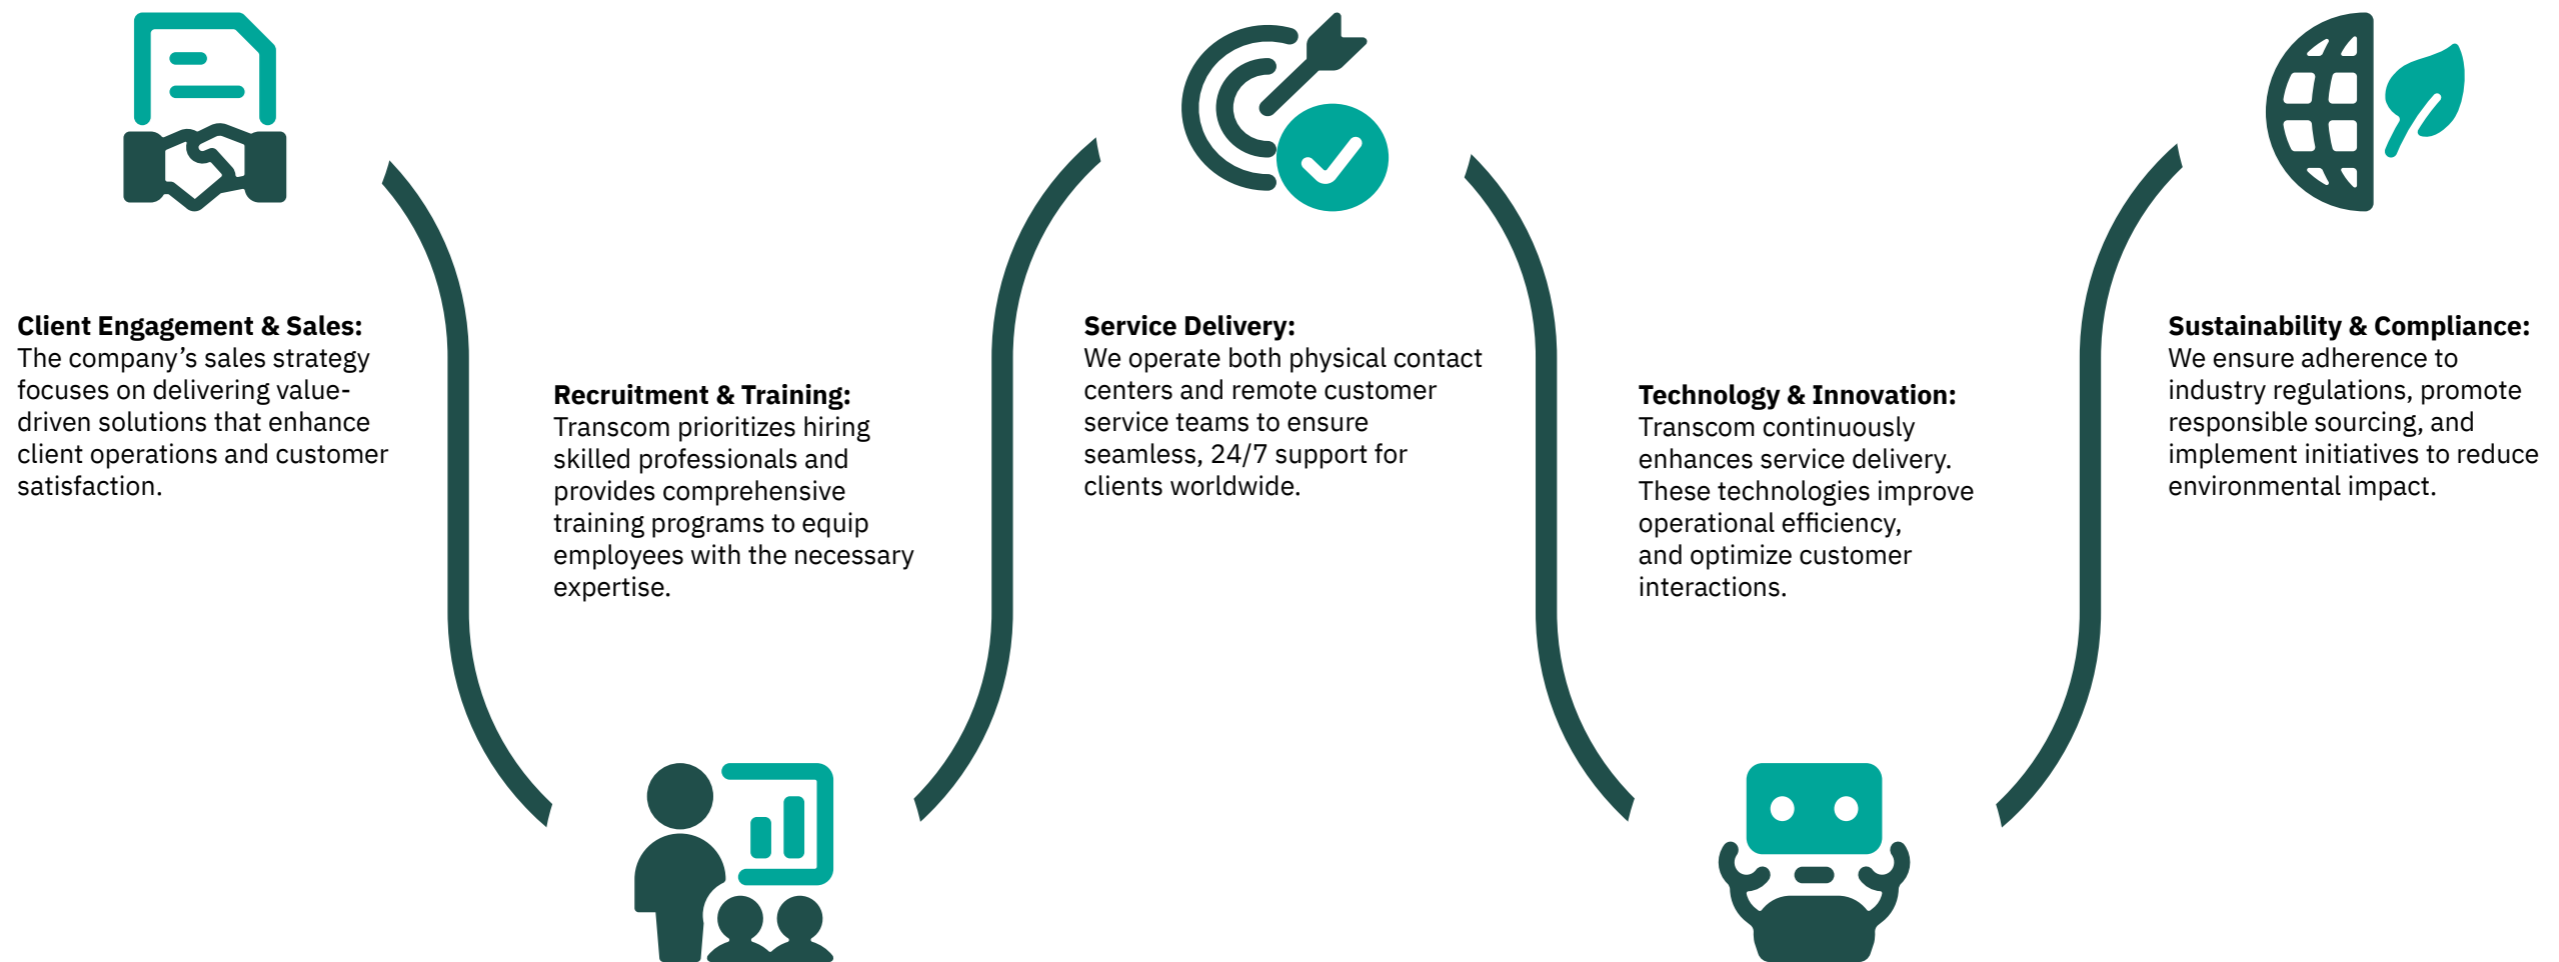 Client Engagement & Sales:
The company’s sales strategy
focuses on delivering value-
driven solutions that enhance
client operations and customer
satisfaction.
Recruitment & Training:
Transcom prioritizes hiring
skilled professionals and
provides comprehensive
training programs to equip
employees with the necessary
expertise.
Service Delivery:
We operate both physical contact
centers and remote customer
service teams to ensure
seamless, 24/7 support for
clients worldwide.
Technology & Innovation:
Transcom continuously
enhances service delivery.
These technologies improve
operational efficiency,
and optimize customer
interactions.
Sustainability & Compliance:
We ensure adherence to
industry regulations, promote
responsible sourcing, and
implement initiatives to reduce
environmental impact.